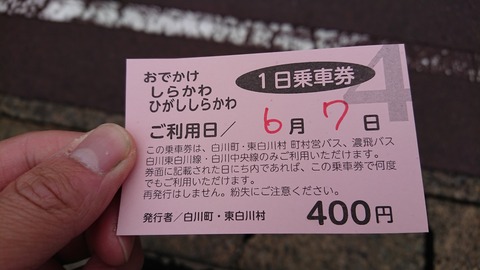 おでかけ
しらかわ
ひがししらかわ
1日乗車券
4
ご利用日／ 6月7日
この乗車券は、白川町・東白川村 町村営バス、濃飛バス
白川東白川線・白川中央線のみご利用いただけます。
券面に記載された日にち内であれば、この乗車券で何度
でもご利用いただけます。
再発行はしません。紛失にご注意ください。
発行者／白川町・東白川村
400円